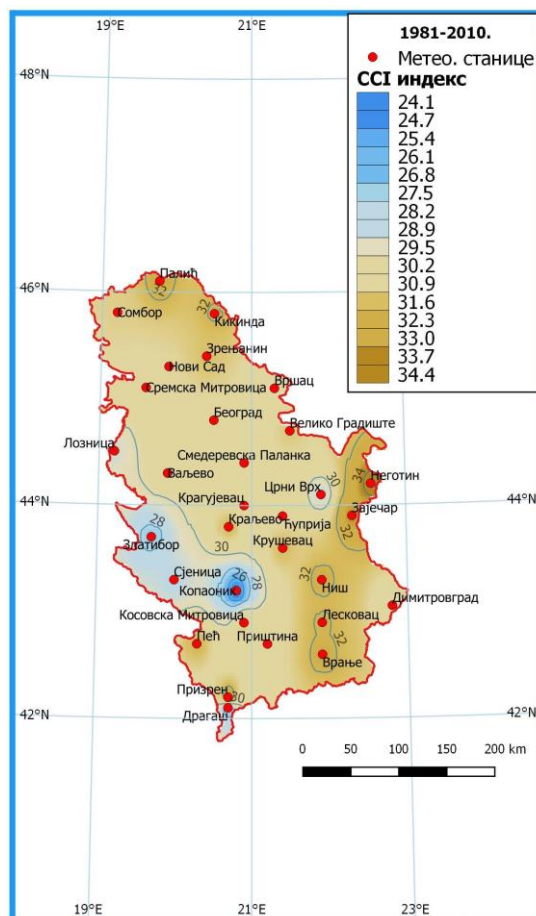 19°E
21°E
1981-2010.
Метео. станице
CCI индекс
24.1
24.7
25.4
26.1
26.8
27.5
28.2
28.9
29.5
30.2
30.9
31.6
32.3
33.0
33.7
34.4
48°N
46°N
Палић
32
Сомбор
32
Кикинда
Зрењанин
Нови Сад
Сремска Митровица
Вршац
Београд
Велико Градиште
Лозница
Смедеревска Паланка
Ваљево
30
34
Неготин
Црни Врх
44°N
44°N
Крагујевац
Зајечар
28
Краљево
Ћуприја
32
Златибор
30
Крушевац
Сјеница
26
28
32
Копаоник
Ниш
Димитровград
Косовска Митровица
Лесковац
Пећ
Приштина
32
Врање
Призрен
30
42°N
Драгаш
42°N
0 50 100 150 200 km
19°E
21°E
23°E